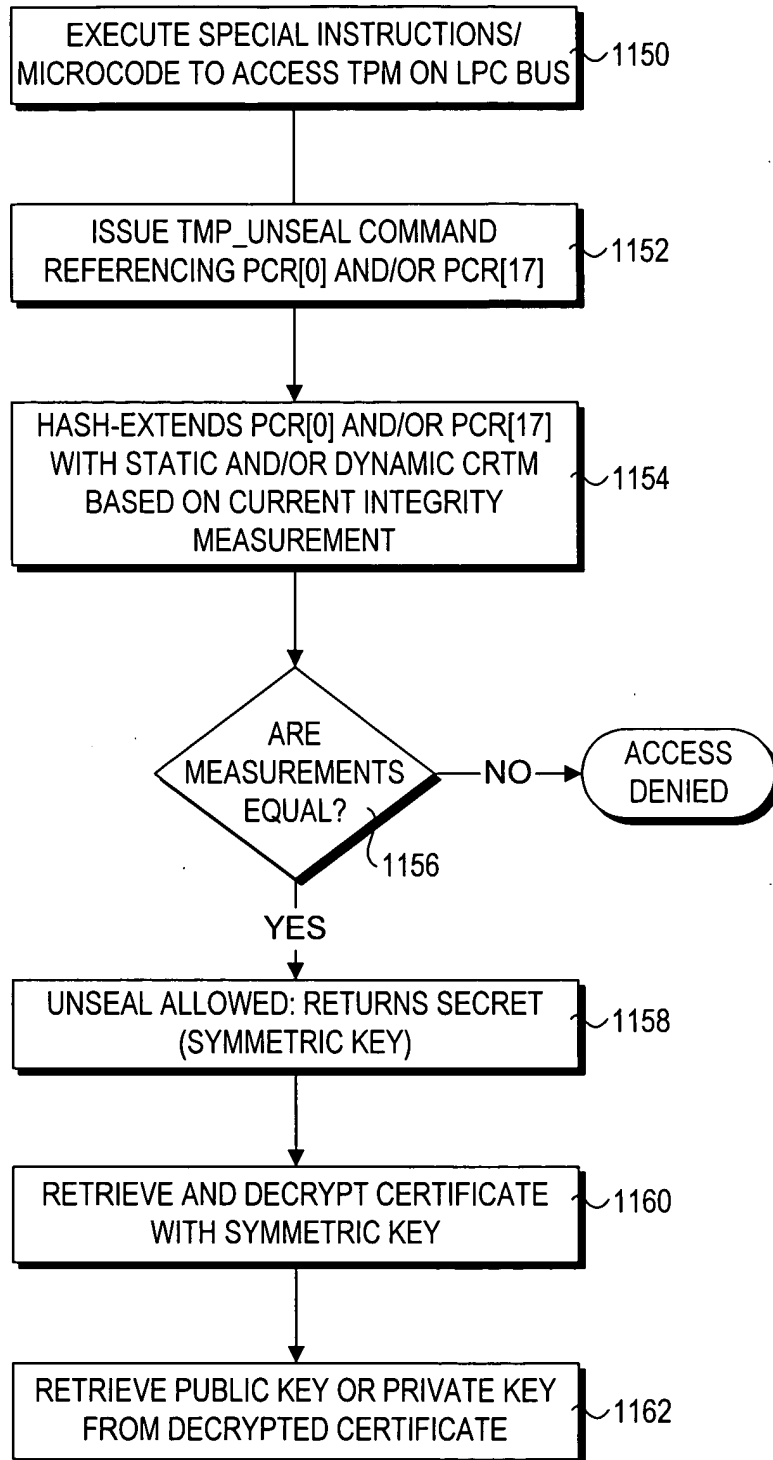 EXECUTE SPECIAL INSTRUCTIONS/
MICROCODE TO ACCESS TPM ON LPC BUS
1150
ISSUE TMP_UNSEAL COMMAND
REFERENCING PCR[0] AND/OR PCR[17]
1152
HASH-EXTENDS PCR[0] AND/OR PCR[17]
WITH STATIC AND/OR DYNAMIC CRTM
BASED ON CURRENT INTEGRITY
MEASUREMENT
1154
ARE
MEASUREMENTS
EQUAL?
1156
NO
ACCESS
DENIED
YES
UNSEAL ALLOWED: RETURNS SECRET
(SYMMETRIC KEY)
1158
RETRIEVE AND DECRYPT CERTIFICATE
WITH SYMMETRIC KEY
1160
RETRIEVE PUBLIC KEY OR PRIVATE KEY
FROM DECRYPTED CERTIFICATE
1162